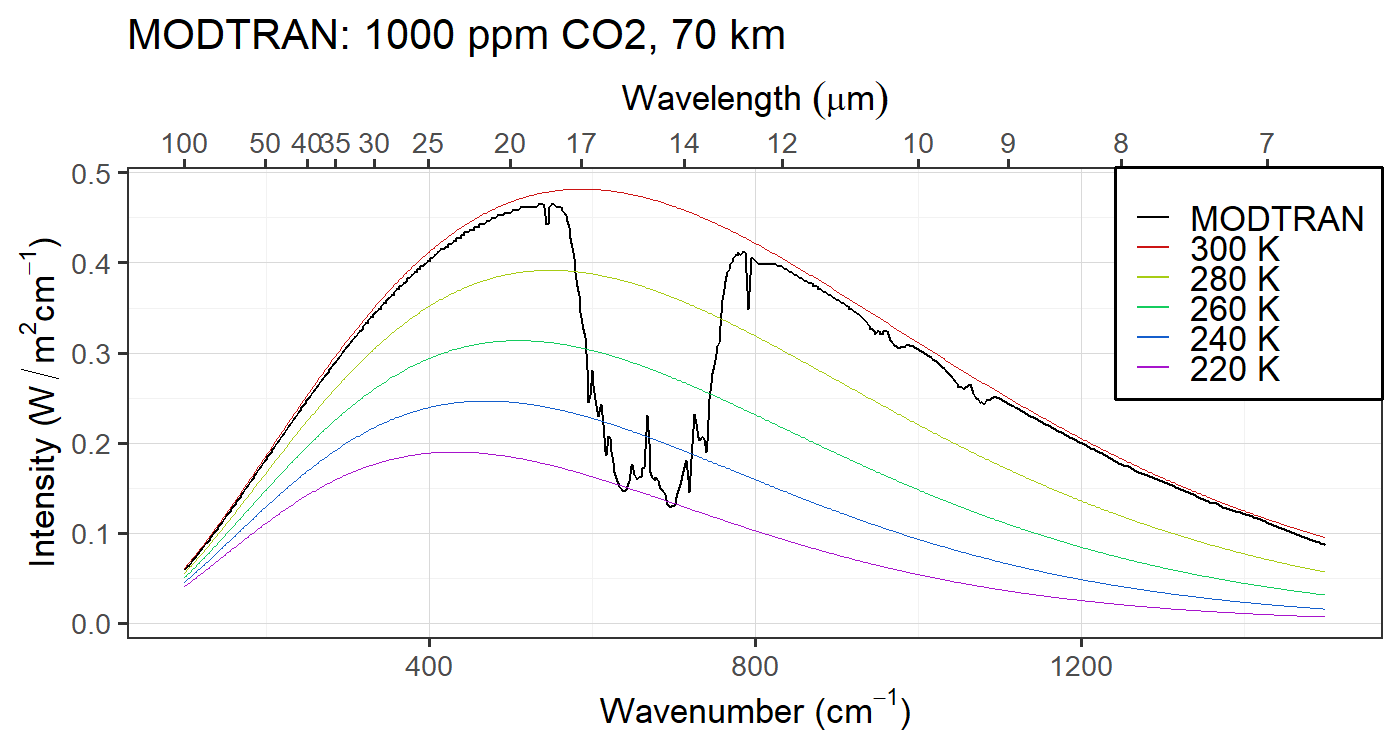 MODTRAN: 1000 ppm CO2, 70 km
Wavelength (μm)
100 50 40 35 30 25 20 17 14 12 10 9 8 7
0.5
0.4
0.3
0.2
0.1
0.0
Intensity (W / m²cm⁻¹)
MODTRAN
300 K
280 K
260 K
240 K
220 K
400 800 1200
Wavenumber (cm⁻¹)